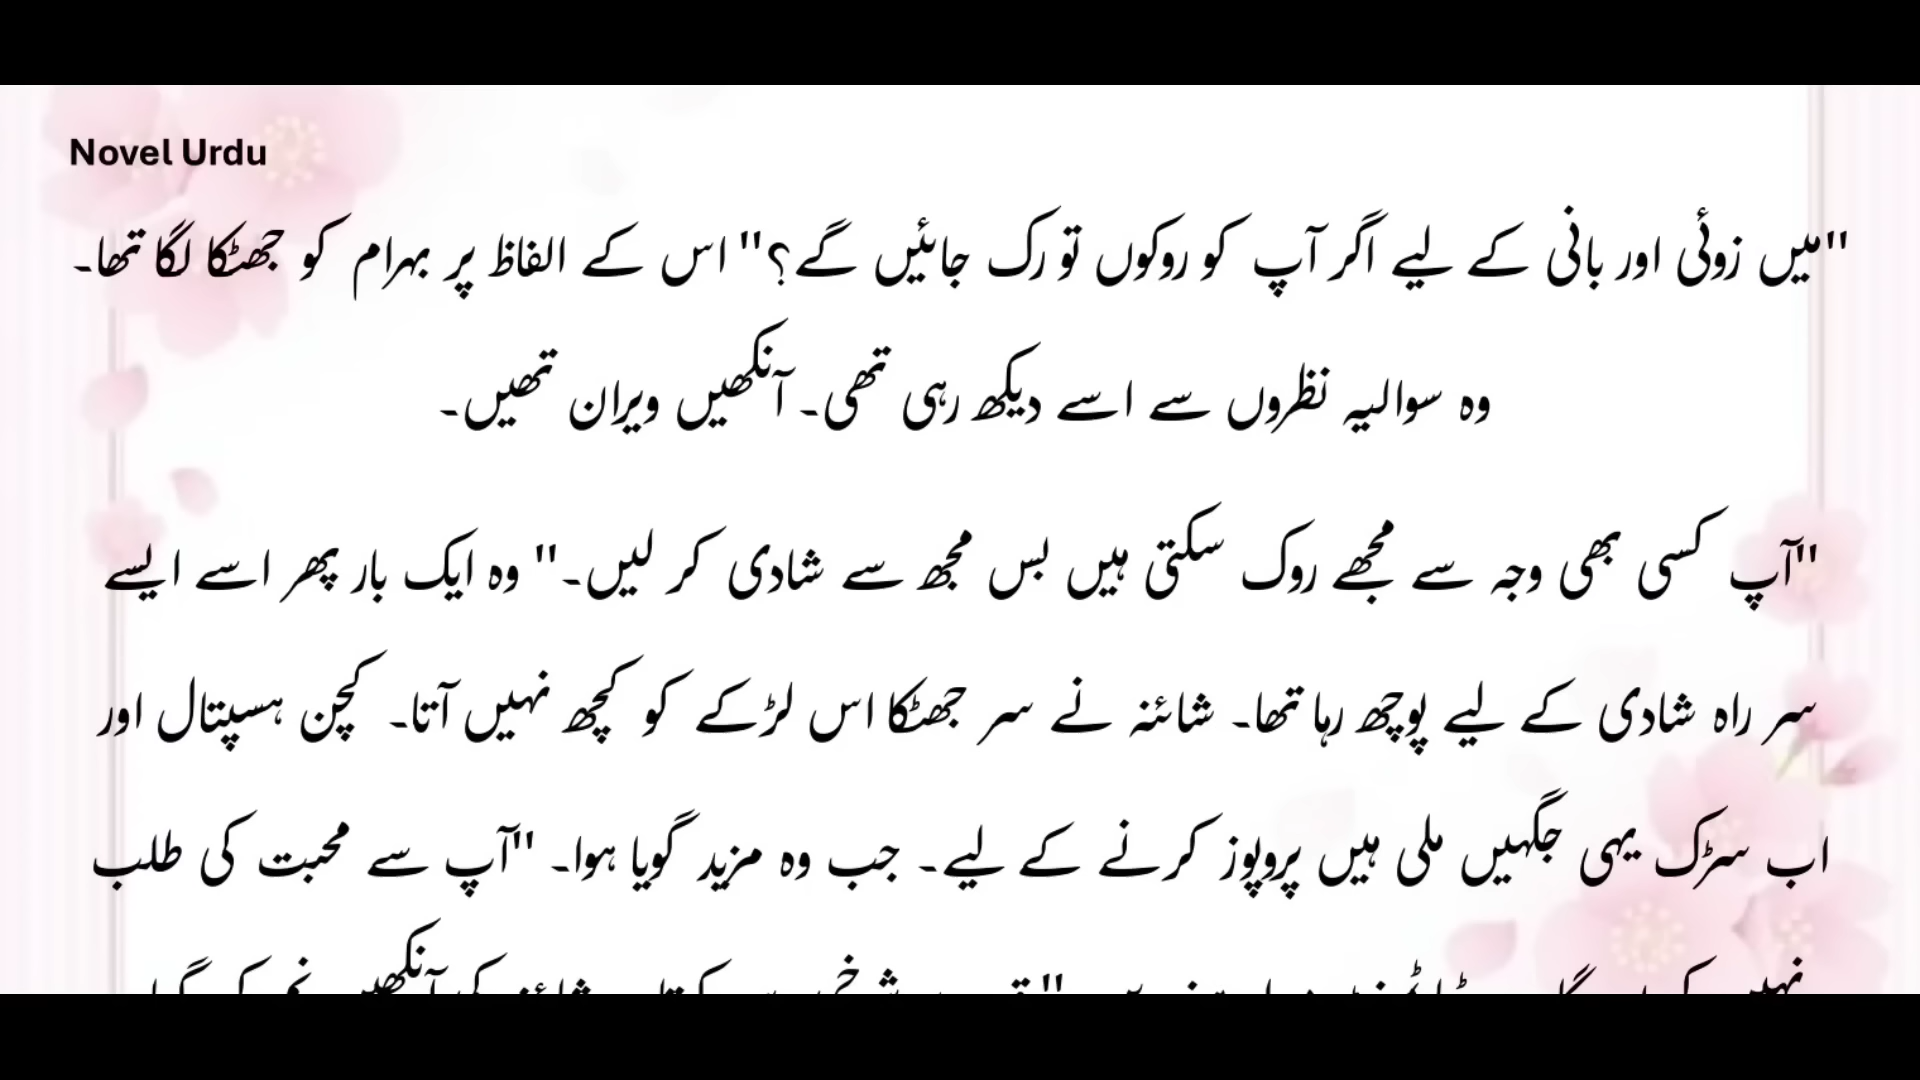 Novel Urdu
"میں زوئی اور بانی کے لیے اگر آپ کو روکوں تو رک جائیں گے؟" اس کے الفاظ پر بہرام کو جھٹکا لگا تھا۔
وہ سوالیہ نظروں سے اسے دیکھ رہی تھی۔ آنکھیں ویران تھیں۔
"آپ کسی بھی وجہ سے مجھے روک سکتی ہیں بس مجھ سے شادی کر لیں۔" وہ ایک بار پھر اسے ایسے
سر راہ شادی کے لیے پوچھ رہا تھا۔ شائنہ نے سر جھٹکا اس لڑکے کو کچھ نہیں آتا۔ کچن ہسپتال اور
اب سڑک یہی جگہیں ملی ہیں پروپوز کرنے کے لیے۔ جب وہ مزید گویا ہوا۔ "آپ سے محبت کی طلب